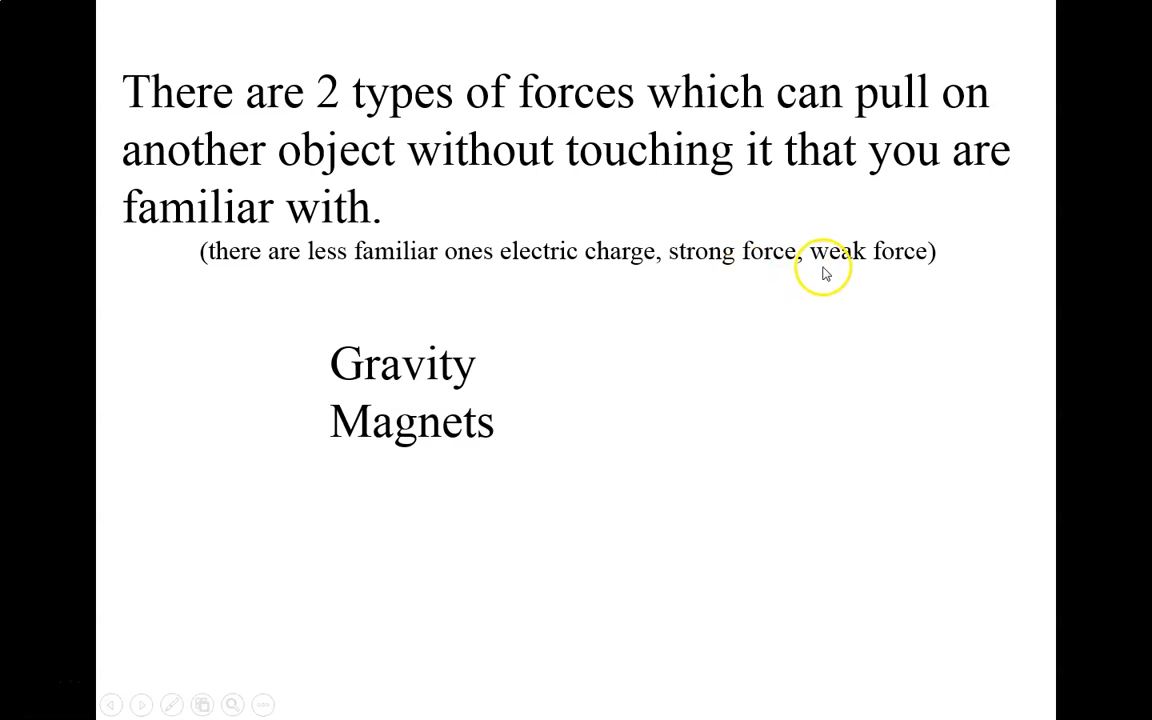 There are 2 types of forces which can pull on
another object without touching it that you are
familiar with.
(there are less familiar ones electric charge, strong force, weak force)
Gravity
Magnets